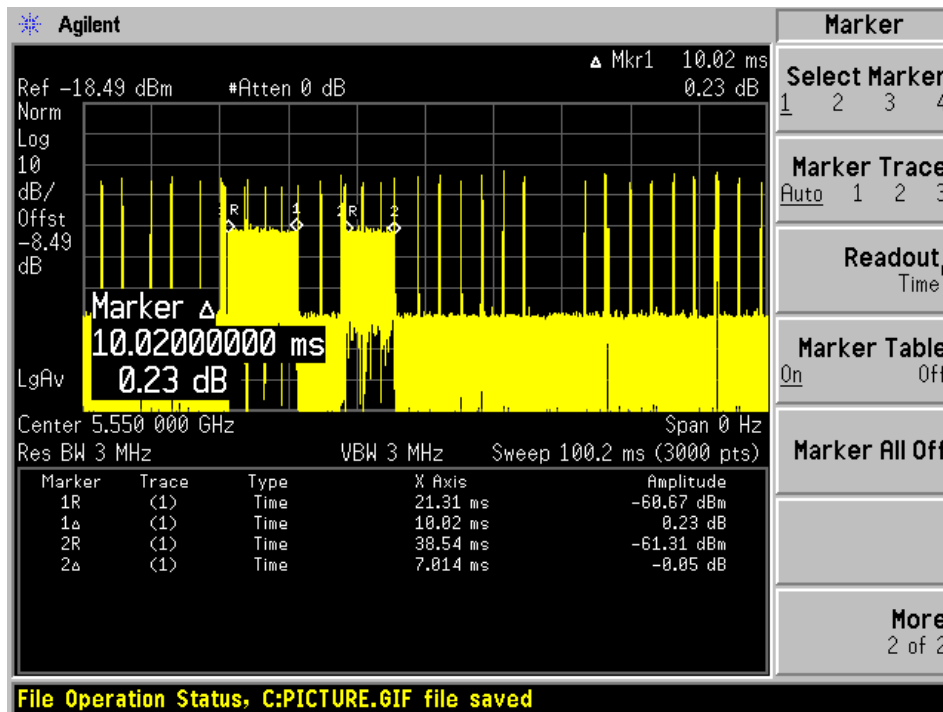 Agilent
Marker
Δ Mkr1 10.02 ms
Ref -18.49 dBm #Atten 0 dB 0.23 dB
Norm
Log
10
dB/
Offst
-8.49
dB
R 1 R 2
Marker Δ
10.02000000 ms
0.23 dB
LgAv
Center 5.550 000 GHz Span 0 Hz
Res BW 3 MHz VBW 3 MHz Sweep 100.2 ms (3000 pts)
Marker Trace Type X Axis Amplitude
1R (1) Time 21.31 ms -60.67 dBm
1Δ (1) Time 10.02 ms 0.23 dB
2R (1) Time 38.54 ms -61.31 dBm
2Δ (1) Time 7.014 ms -0.05 dB
Select Marker
1 2 3 4
Marker Trace
Auto 1 2 3
Readout,
Time
Marker Table
On Off
Marker All Off
More
2 of 2
File Operation Status, C:PICTURE.GIF file saved